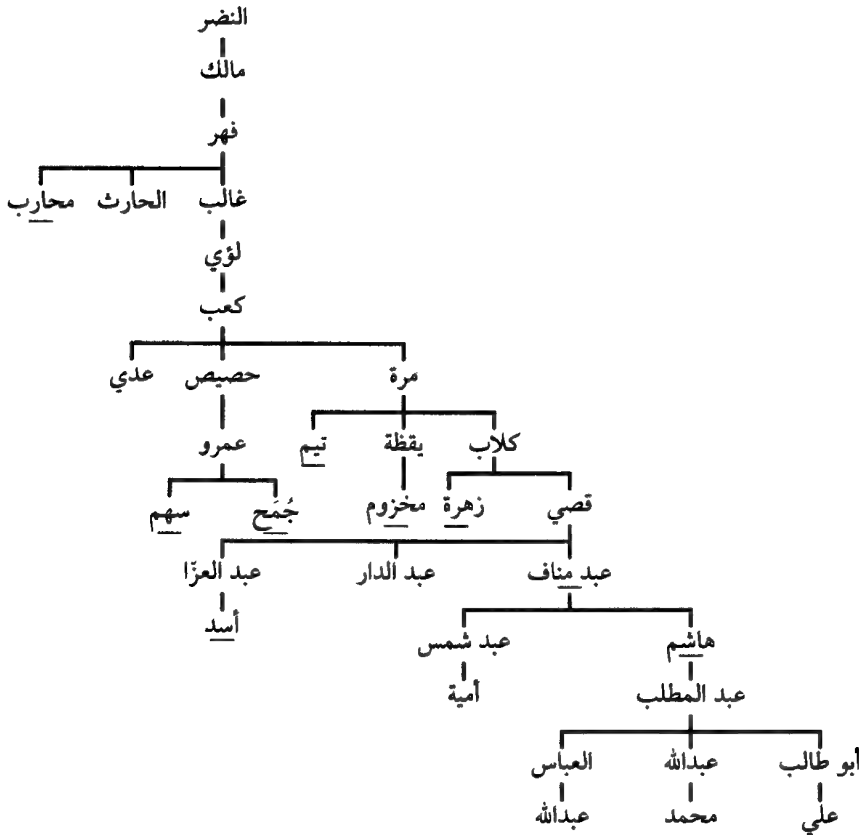 النضر
مالك
فهر
غالب الحارث محارب
لؤي
كعب
مرة حصيص عدي
كلاب يقظة تيم عمرو
قصي زهرة مخزوم جُمَح سهم
عبد مناف عبد الدار عبد العزّا
هاشم عبد شمس أسد
عبد المطلب أمية
أبو طالب عبدالله العباس
علي محمد عبدالله